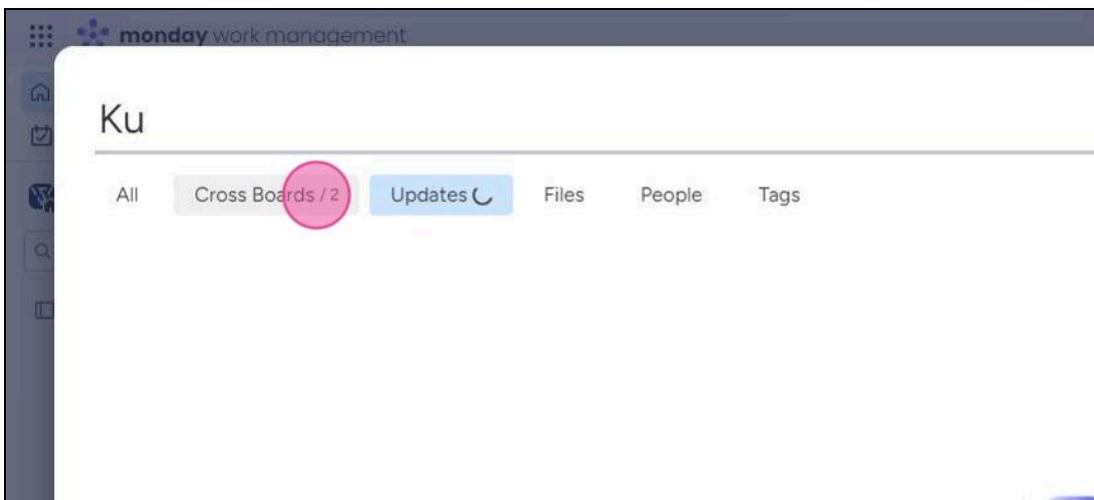 monday work management
Ku
All Cross Boards / 2 Updates Files People Tags